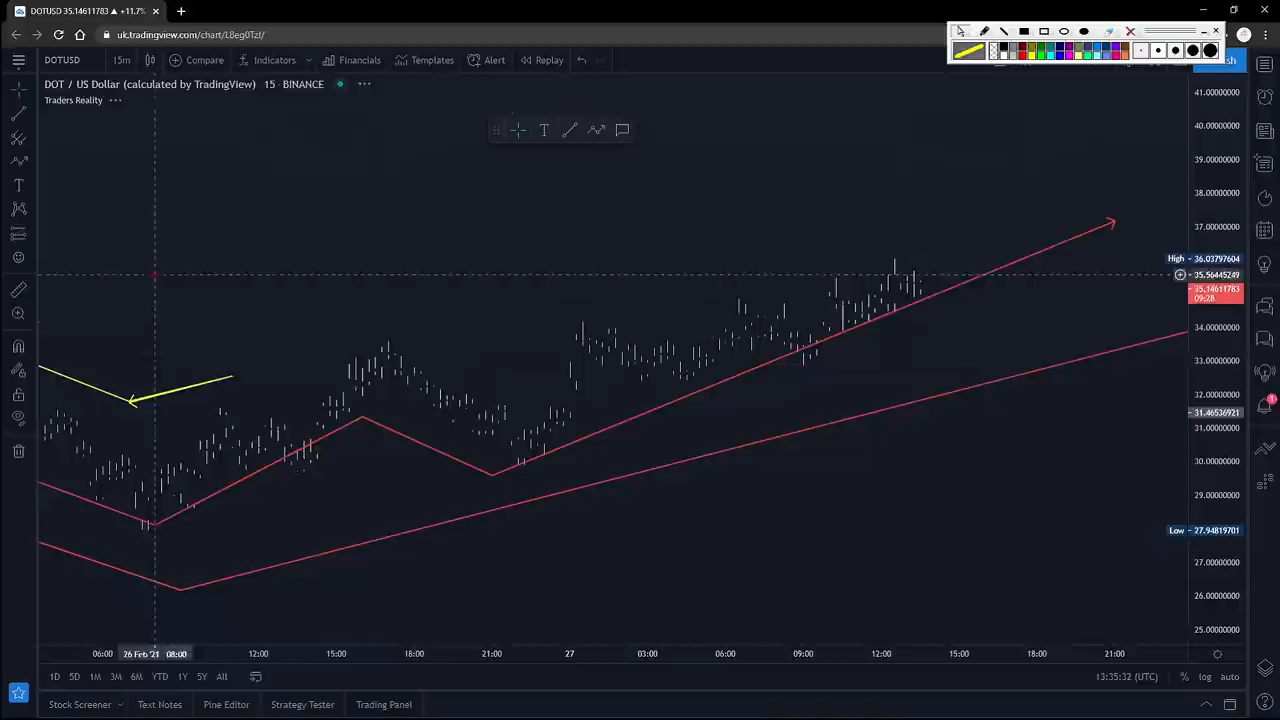 DOTUSD 35.14611783 ▲ +11.7%
uk.tradingview.com/chart/L8eg0TJD/
DOTUSD 15m Compare Indicators Templates Alert Replay
DOT / US Dollar (calculated by TradingView) 15 BINANCE
Traders Reality
41.00000000
40.00000000
39.00000000
38.00000000
37.00000000
High 36.03797604
35.56445249
35.14611783
09:28
34.00000000
33.00000000
32.00000000
31.46536921
31.00000000
30.00000000
29.00000000
Low 27.94819701
27.00000000
26.00000000
25.00000000
06:00 26 Feb '21 08:00 12:00 15:00 18:00 21:00 27 03:00 06:00 09:00 12:00 15:00 18:00 21:00
1D 5D 1M 3M 6M YTD 1Y 5Y All 13:35:32 (UTC) % log auto
Stock Screener Text Notes Pine Editor Strategy Tester Trading Panel
1